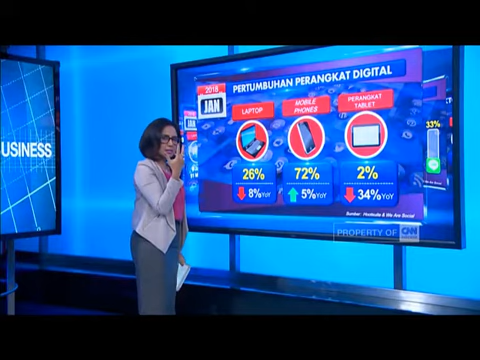 USINESS
2018
JAN
PERTUMBUHAN PERANGKAT DIGITAL
LAPTOP
MOBILE
PHONES
PERANGKAT
TABLET
26%
72%
2%
8%YoY
5%YoY
34%YoY
33%
Sumber : Hootsuite & We Are Social
PROPERTY OF CNN